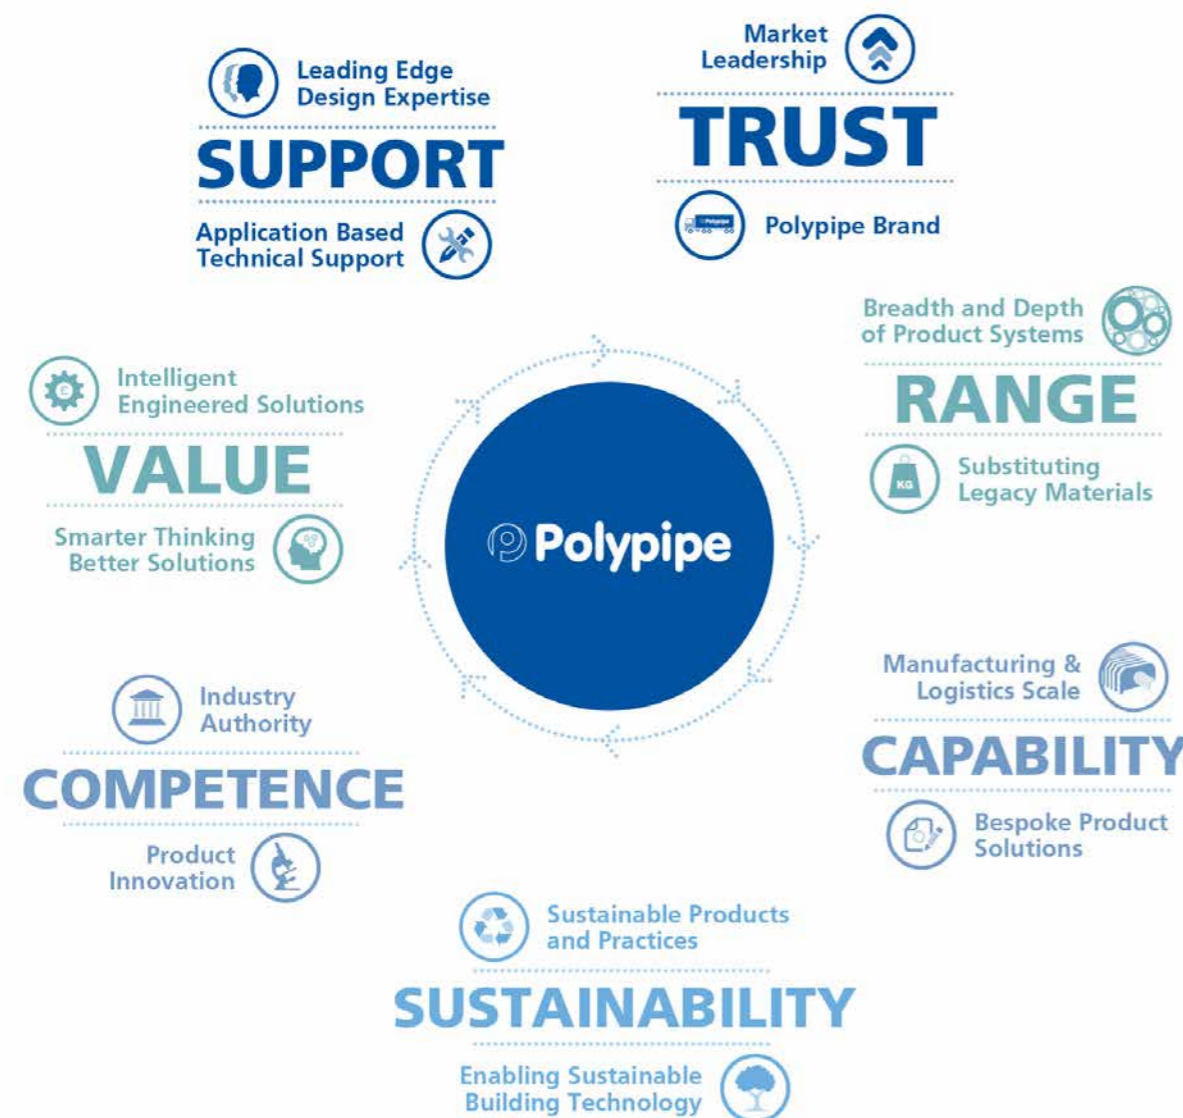 Leading Edge
Design Expertise
SUPPORT
Application Based
Technical Support
Market
Leadership
TRUST
Polypipe
Polypipe Brand
Breadth and Depth
of Product Systems
RANGE
KG
Substituting
Legacy Materials
Manufacturing &
Logistics Scale
CAPABILITY
Bespoke Product
Solutions
Sustainable Products
and Practices
SUSTAINABILITY
Enabling Sustainable
Building Technology
Industry
Authority
COMPETENCE
Product
Innovation
£
Intelligent
Engineered Solutions
VALUE
Smarter Thinking
Better Solutions
Polypipe